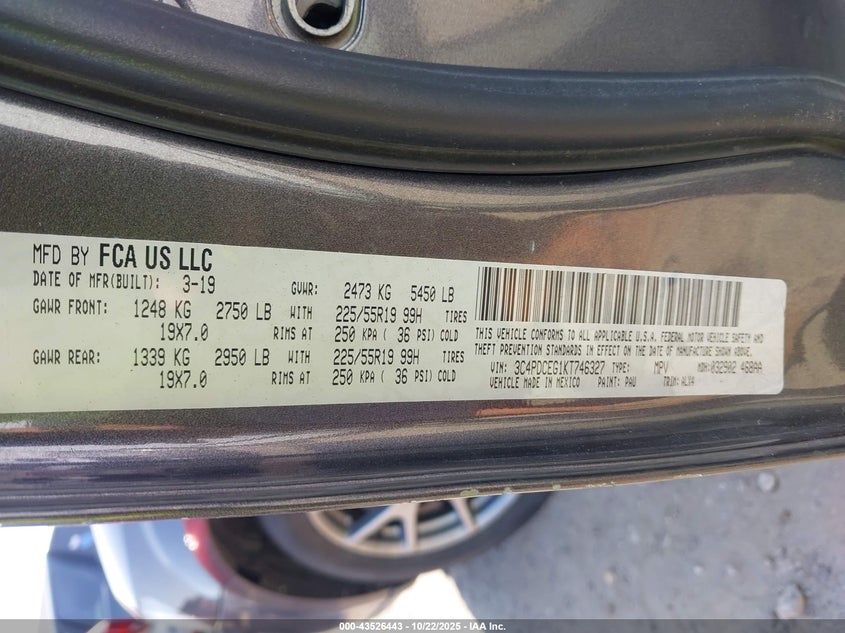 MFD BY FCA US LLC
DATE OF MFR(BUILT): 3-19 GVWR: 2473 KG 5450 LB
GAWR FRONT: 1248 KG 2750 LB WITH 225/55R19 99H TIRES
19X7.0 RIMS AT 250 KPA ( 36 PSI) COLD
GAWR REAR: 1339 KG 2950 LB WITH 225/55R19 99H TIRES
19X7.0 RIMS AT 250 KPA ( 36 PSI) COLD
THIS VEHICLE CONFORMS TO ALL APPLICABLE U.S.A. FEDERAL MOTOR VEHICLE SAFETY AND
THEFT PREVENTION STANDARDS IN EFFECT ON THE DATE OF MANUFACTURE SHOWN ABOVE.
VIN: 3C4PDCEG1KT746327 TYPE: MPV MDH: 032902 468AA
VEHICLE MADE IN MEXICO PAINT: PAU TRIM: ALX9
000-43526443 - 10/22/2025 - IAA Inc.